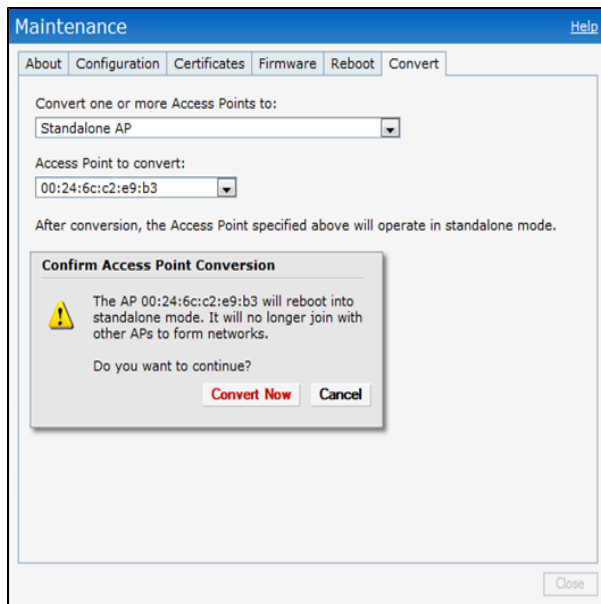 Maintenance
Help
About Configuration Certificates Firmware Reboot Convert
Convert one or more Access Points to:
Standalone AP
Access Point to convert:
00:24:6c:c2:e9:b3
After conversion, the Access Point specified above will operate in standalone mode.
Confirm Access Point Conversion
The AP 00:24:6c:c2:e9:b3 will reboot into
standalone mode. It will no longer join with
other APs to form networks.
Do you want to continue?
Convert Now Cancel
Close